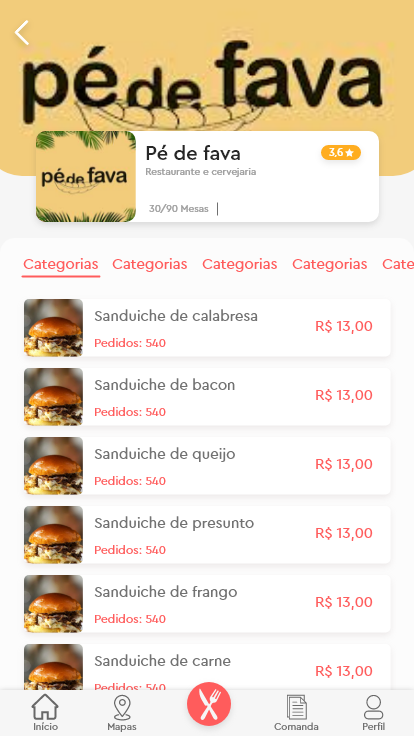 pé de fava
pé de fava
Pé de fava
3,6
Restaurante e cervejaria
30/90 Mesas
Categorias Categorias Categorias Categorias Cate
Sanduiche de calabresa
R$ 13,00
Pedidos: 540
Sanduiche de bacon
R$ 13,00
Pedidos: 540
Sanduiche de queijo
R$ 13,00
Pedidos: 540
Sanduiche de presunto
R$ 13,00
Pedidos: 540
Sanduiche de frango
R$ 13,00
Pedidos: 540
Sanduiche de carne
R$ 13,00
Pedidos: 540
Início Mapas Comanda Perfil